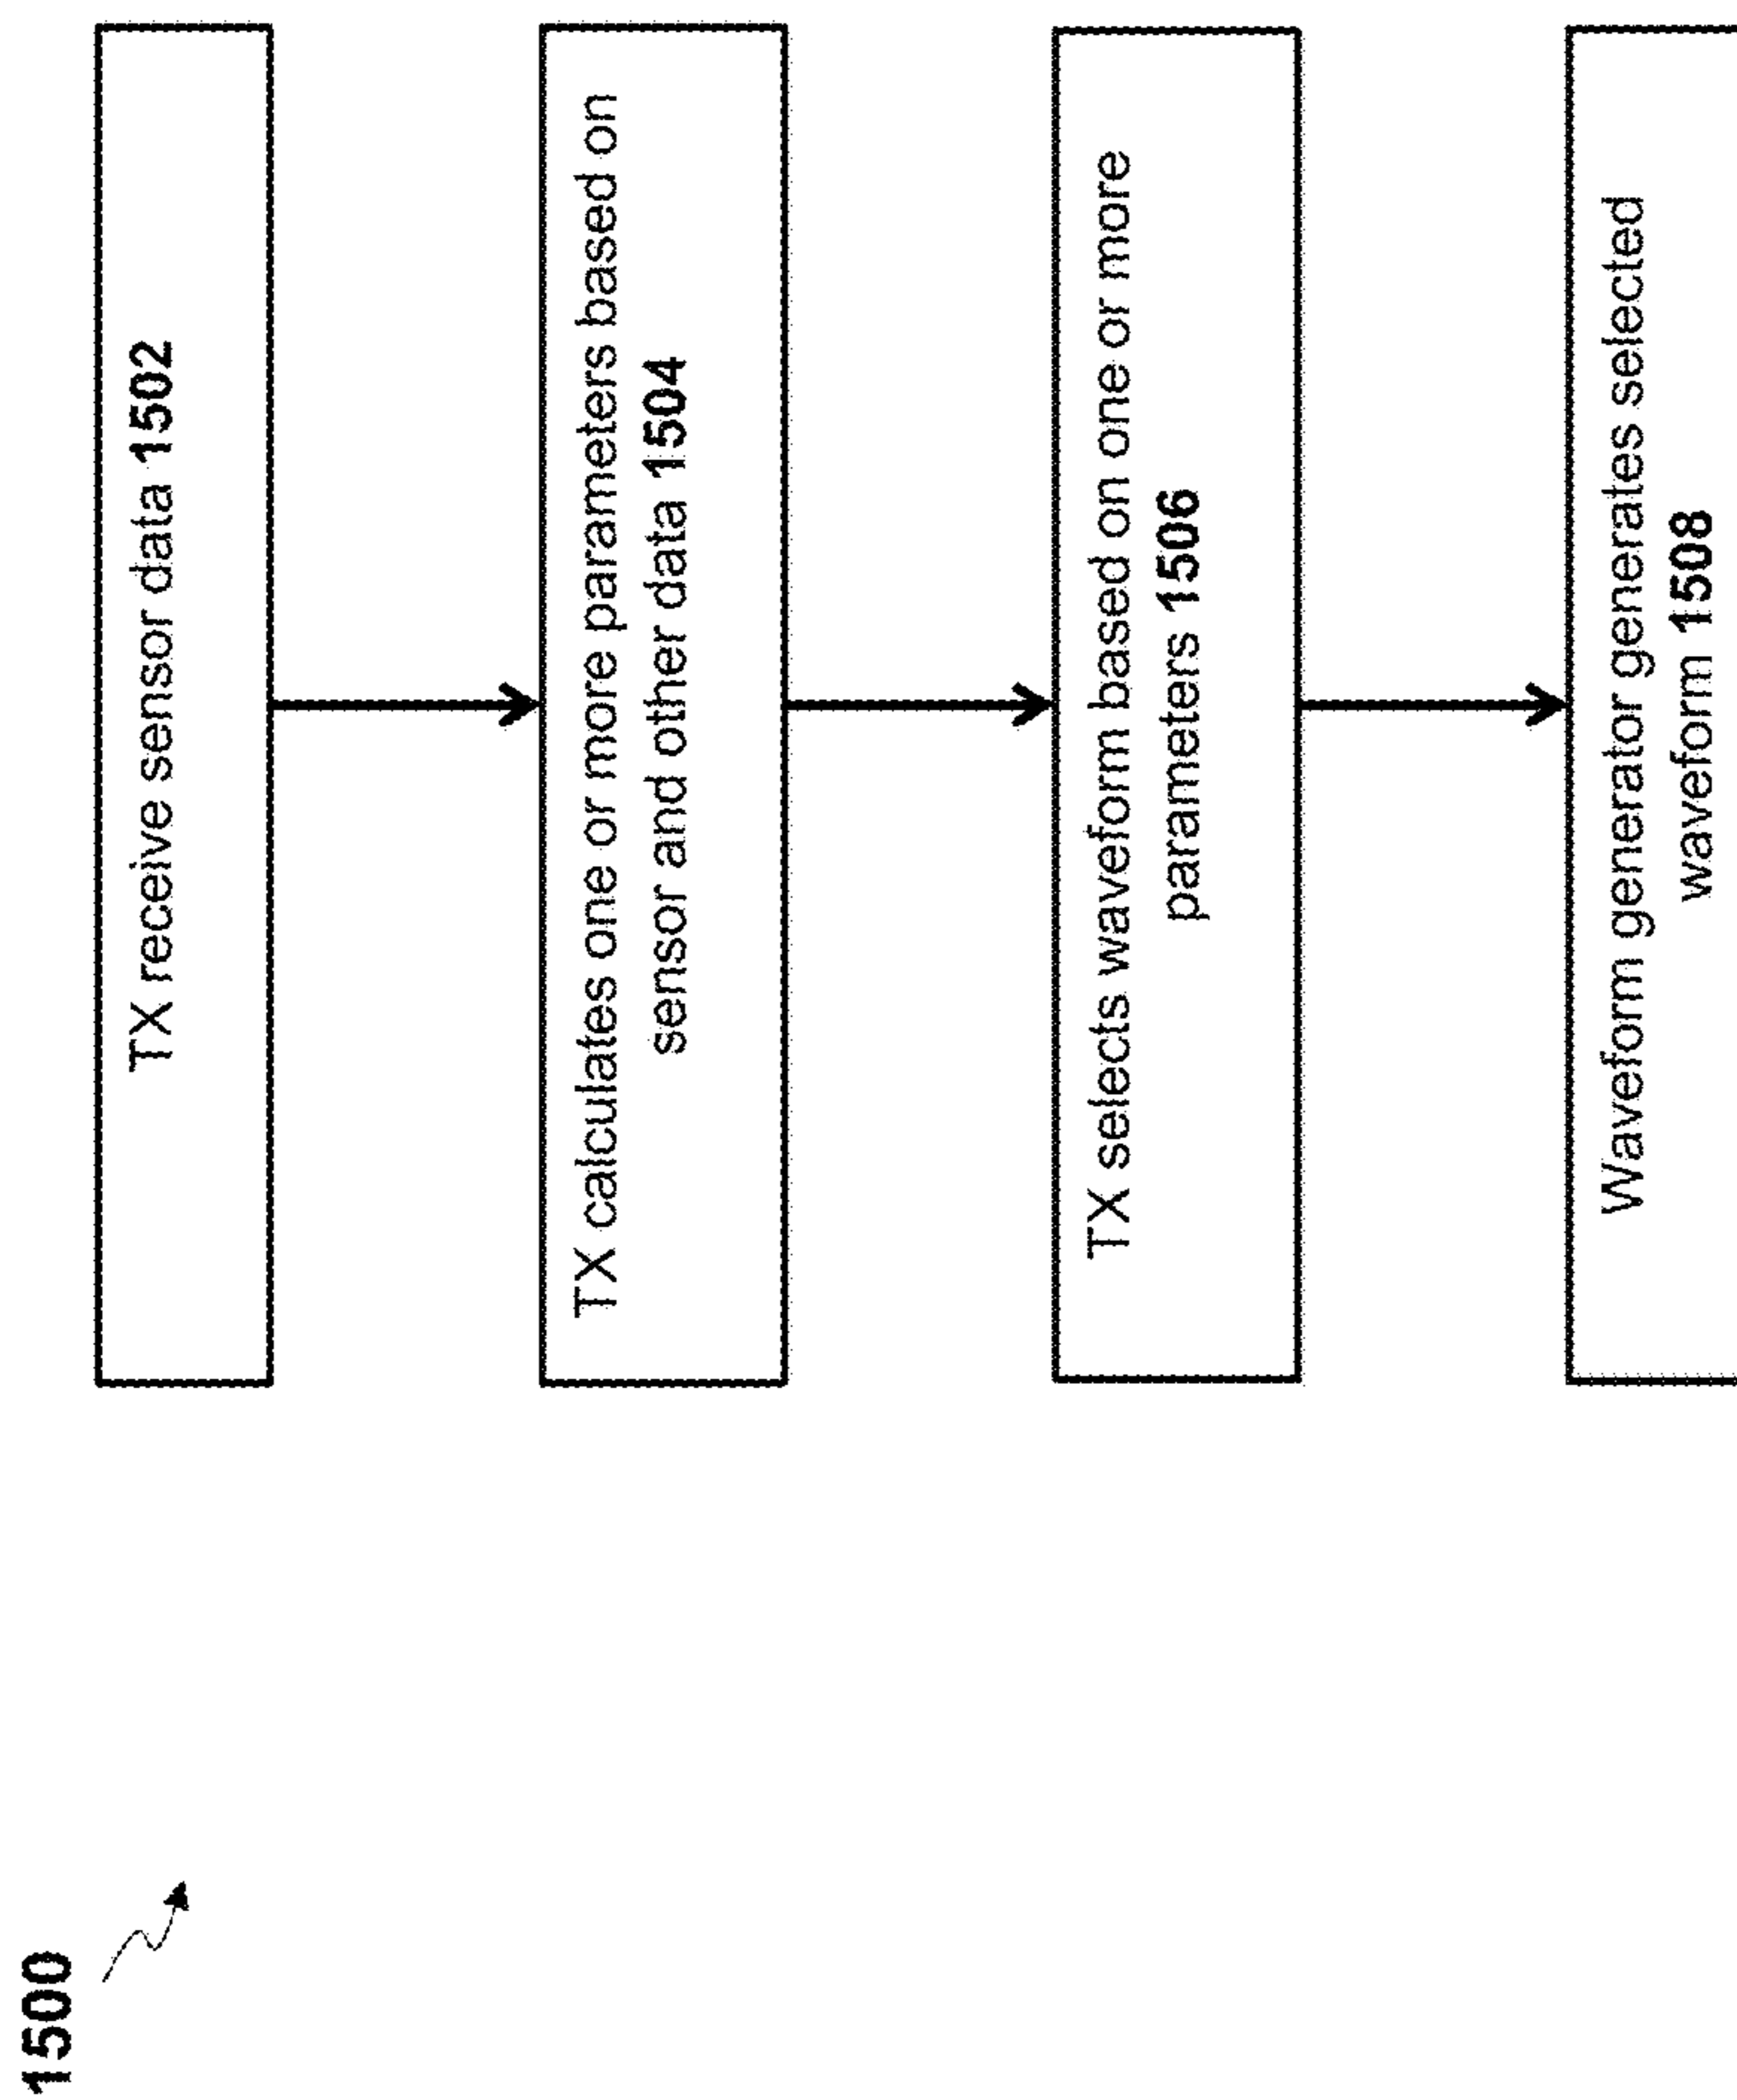 1500
TX receive sensor data 1502
TX calculates one or more parameters based on
sensor and other data 1504
TX selects waveform based on one or more
parameters 1506
Waveform generator generates selected
waveform 1508